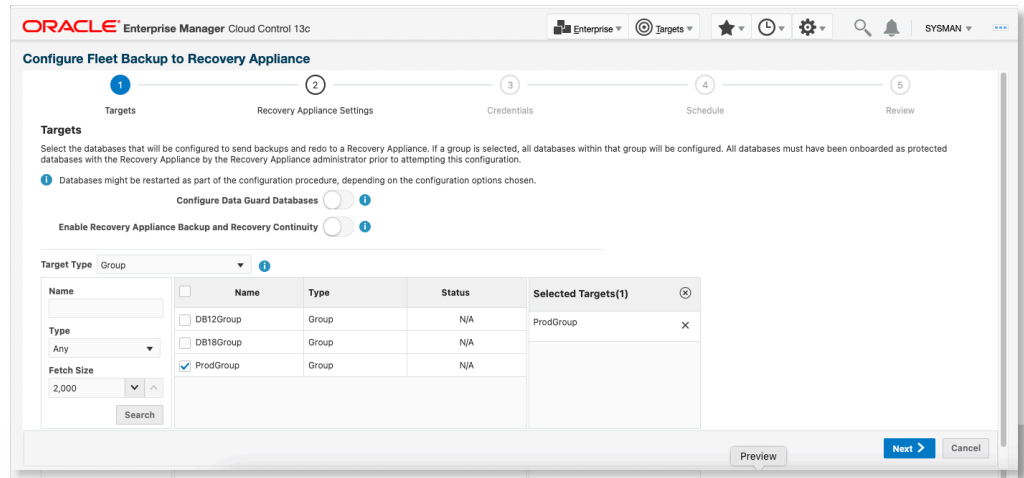 ORACLE Enterprise Manager Cloud Control 13c Enterprise Targets SYSMAN
Configure Fleet Backup to Recovery Appliance
1 2 3 4 5
Targets Recovery Appliance Settings Credentials Schedule Review
Targets
Select the databases that will be configured to send backups and redo to a Recovery Appliance. If a group is selected, all databases within that group will be configured. All databases must have been onboarded as protected
databases with the Recovery Appliance by the Recovery Appliance administrator prior to attempting this configuration.
Databases might be restarted as part of the configuration procedure, depending on the configuration options chosen.
Configure Data Guard Databases
Enable Recovery Appliance Backup and Recovery Continuity
Target Type Group
Name
Type
Any
Fetch Size
2,000
Search
Name Type Status
DB12Group Group N/A
DB18Group Group N/A
ProdGroup Group N/A
Selected Targets(1)
ProdGroup
Next Cancel
Preview